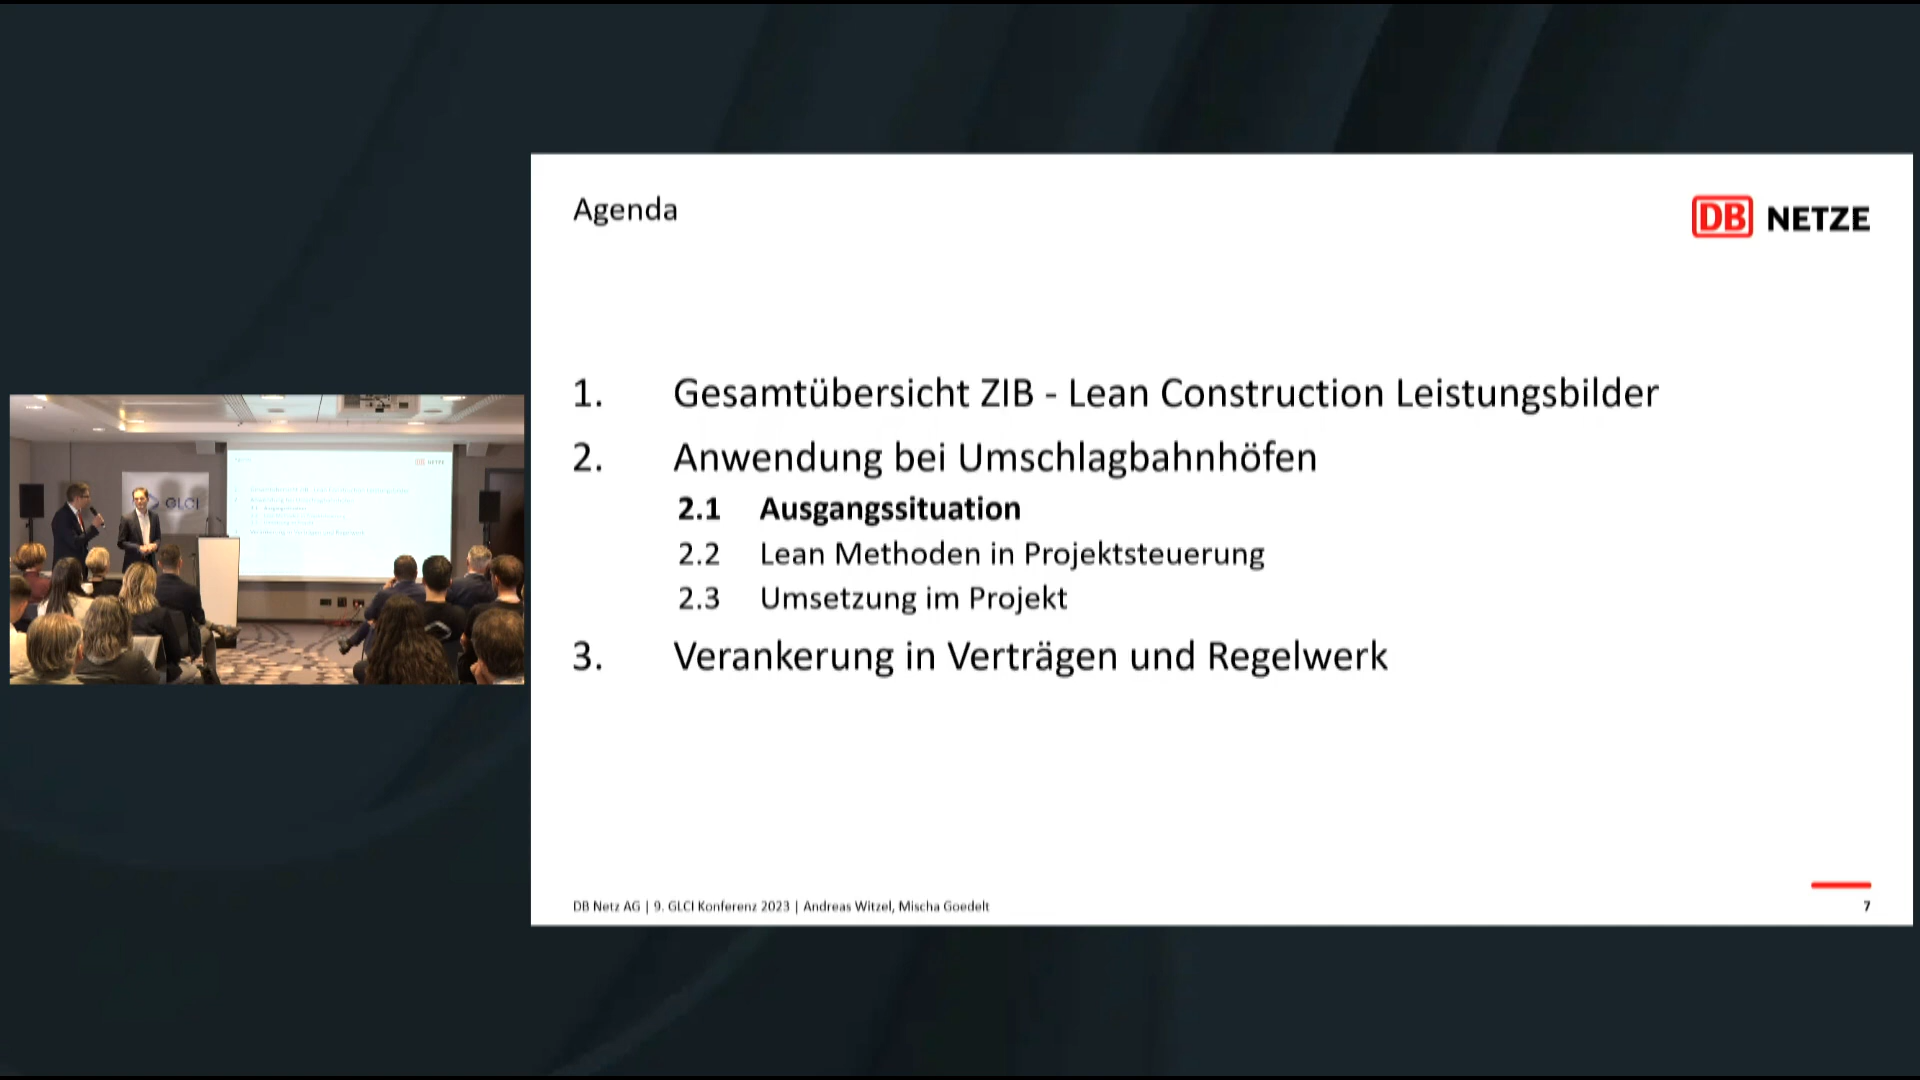 Agenda
DB NETZE
1. Gesamtübersicht ZIB - Lean Construction Leistungsbilder
2. Anwendung bei Umschlagbahnhöfen
2.1 Ausgangssituation
2.2 Lean Methoden in Projektsteuerung
2.3 Umsetzung im Projekt
3. Verankerung in Verträgen und Regelwerk
DB Netz AG | 9. GLCI Konferenz 2023 | Andreas Witzel, Mischa Goedelt
7
GLCI